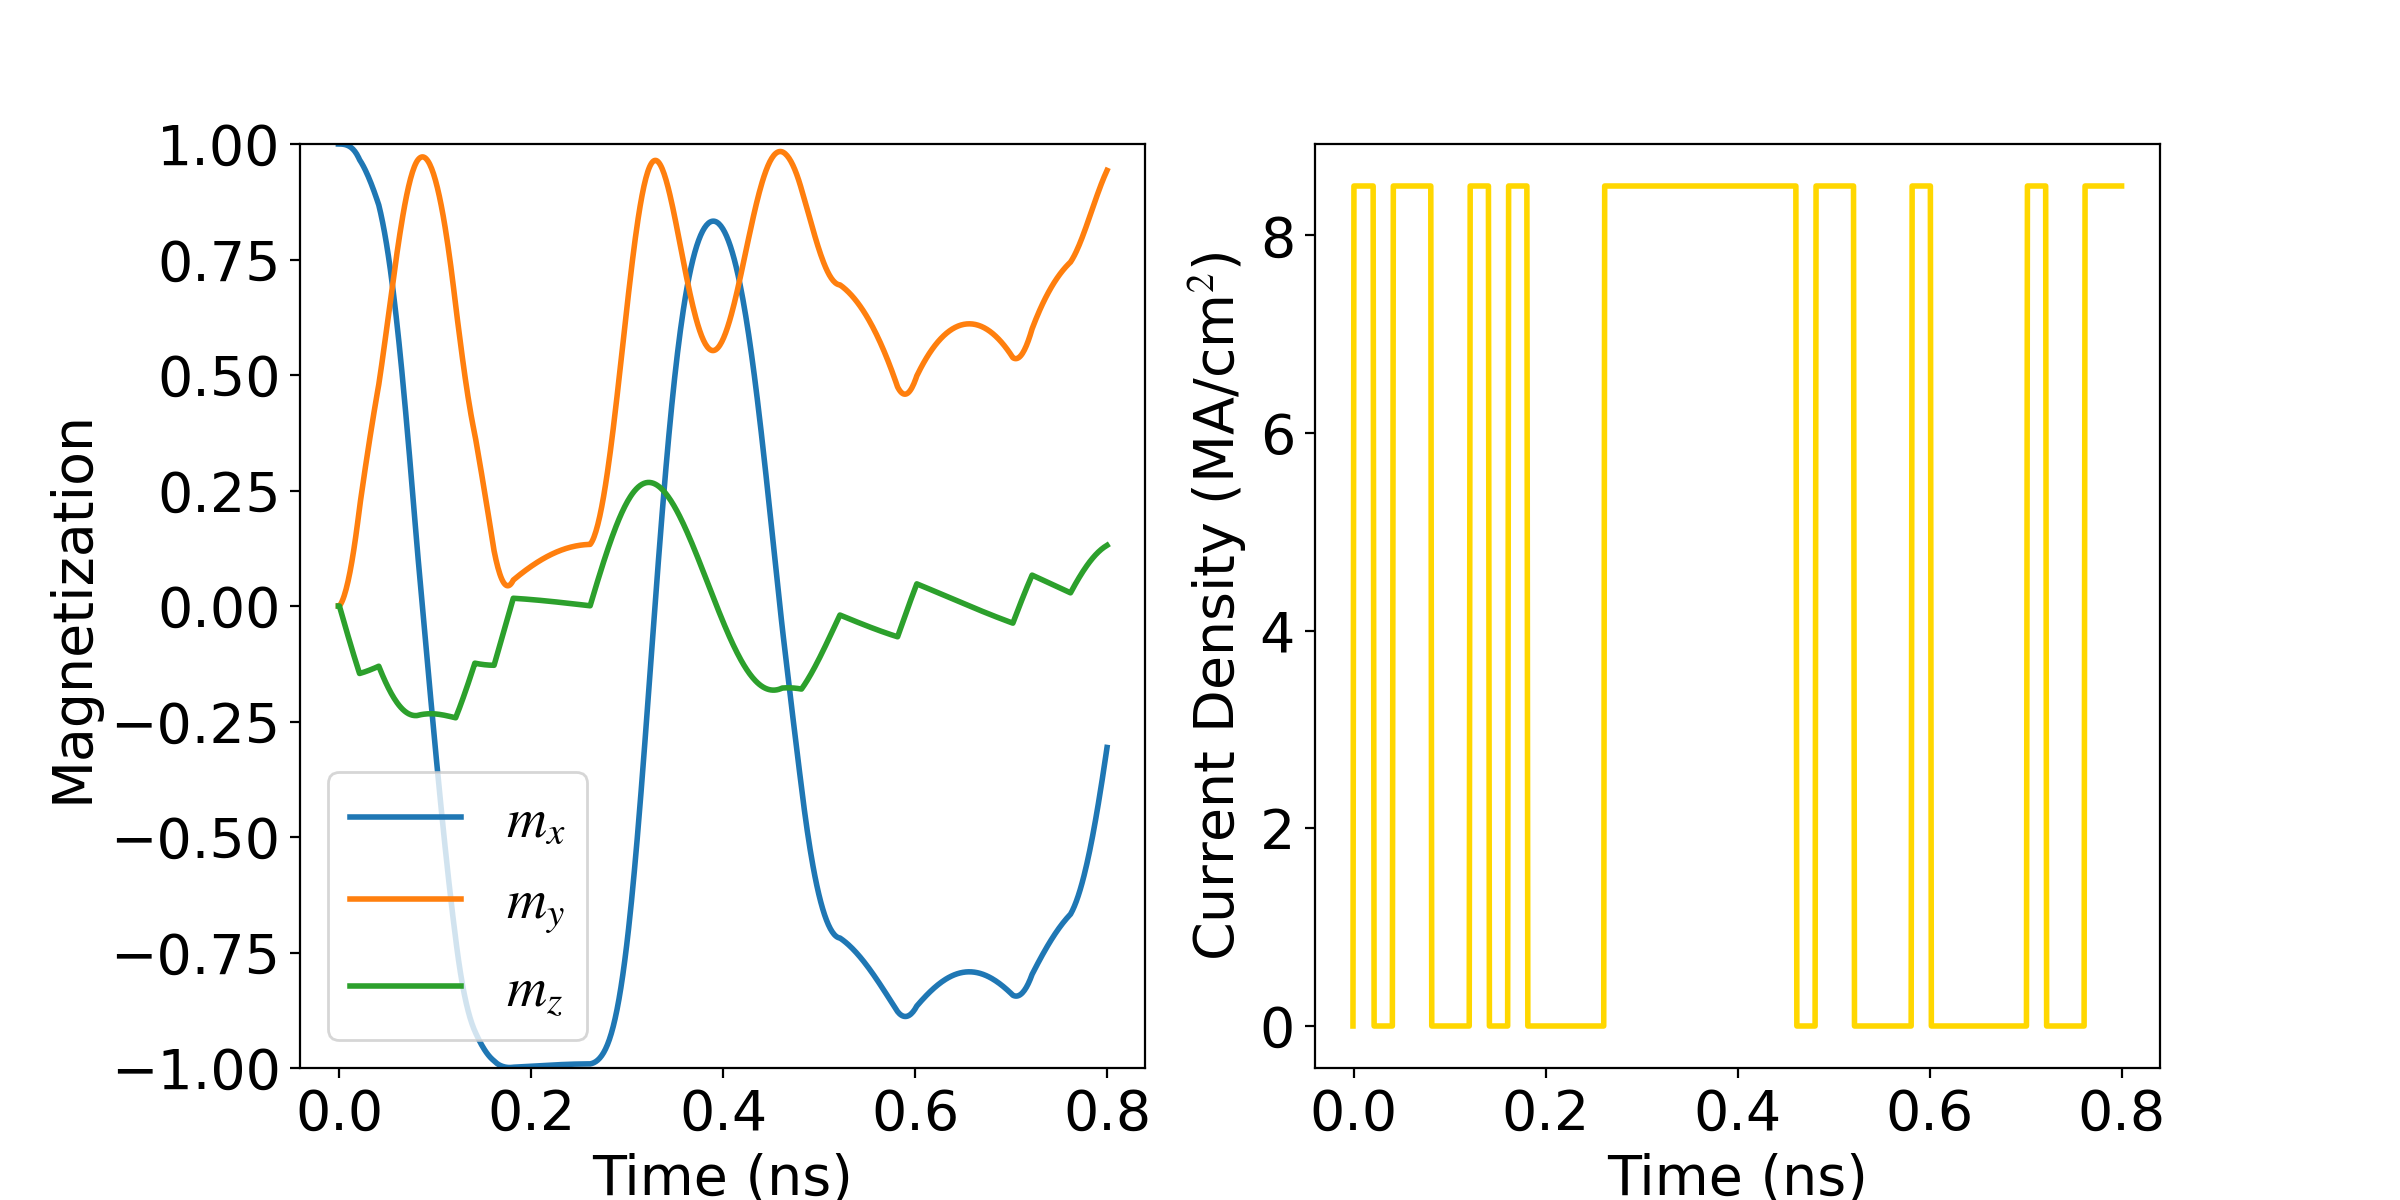 1.00
0.75
0.50
0.25
0.00
−0.25
−0.50
−0.75
−1.00
Magnetization
m_x
m_y
m_z
0.0 0.2 0.4 0.6 0.8
Time (ns)
8
6
4
2
0
Current Density (MA/cm²)
0.0 0.2 0.4 0.6 0.8
Time (ns)